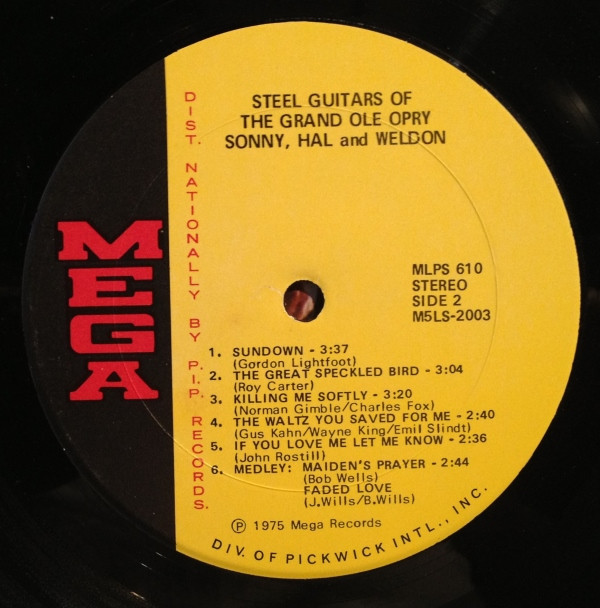 STEEL GUITARS OF
THE GRAND OLE OPRY
SONNY, HAL and WELDON
DIST. NATIONALLY BY P.I.P. RECORDS.
MEGA
MLPS 610
STEREO
SIDE 2
M5LS-2003
1. SUNDOWN - 3:37
(Gordon Lightfoot)
2. THE GREAT SPECKLED BIRD - 3:04
(Roy Carter)
3. KILLING ME SOFTLY - 3:20
(Norman Gimble/Charles Fox)
4. THE WALTZ YOU SAVED FOR ME - 2:40
(Gus Kahn/Wayne King/Emil Slindt)
5. IF YOU LOVE ME LET ME KNOW - 2:36
(John Rostill)
6. MEDLEY: MAIDEN'S PRAYER - 2:44
(Bob Wells)
FADED LOVE
(J.Wills/B.Wills)
Ⓟ 1975 Mega Records
DIV. OF PICKWICK INTL., INC.